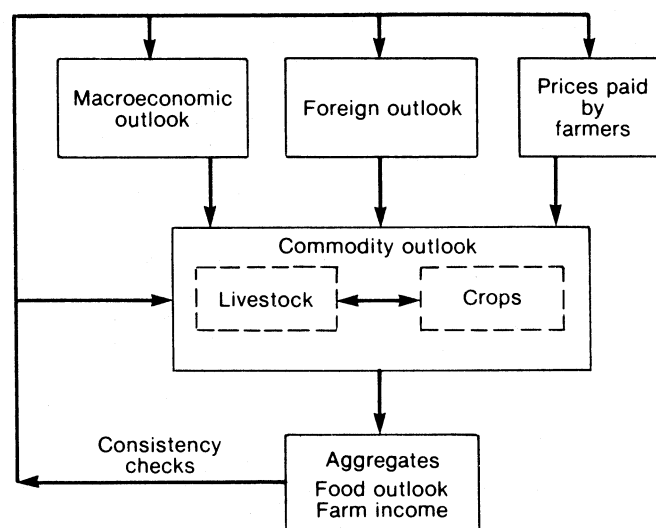 Macroeconomic
outlook
Foreign outlook
Prices paid
by
farmers
Commodity outlook
Livestock
Crops
Consistency
checks
Aggregates
Food outlook
Farm income